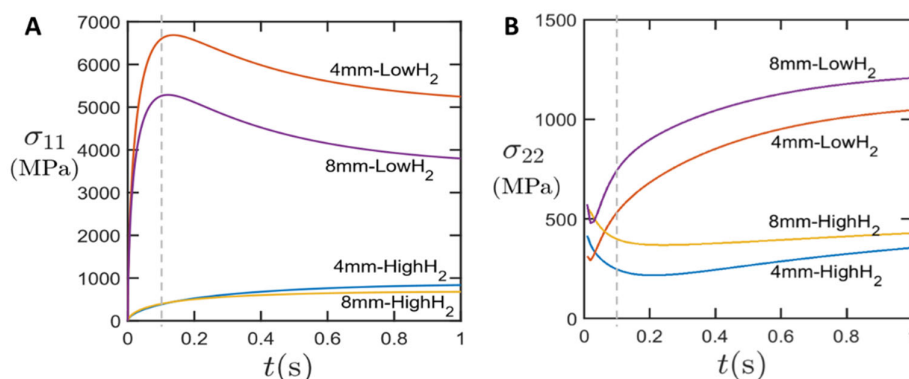 A
7000
6000
5000
4000
3000
2000
1000
0
σ11
(MPa)
4mm-LowH2
8mm-LowH2
4mm-HighH2
8mm-HighH2
0 0.2 0.4 0.6 0.8 1
t(s)
B
1500
1000
500
0
σ22
(MPa)
8mm-LowH2
4mm-LowH2
8mm-HighH2
4mm-HighH2
0 0.2 0.4 0.6 0.8 1
t(s)